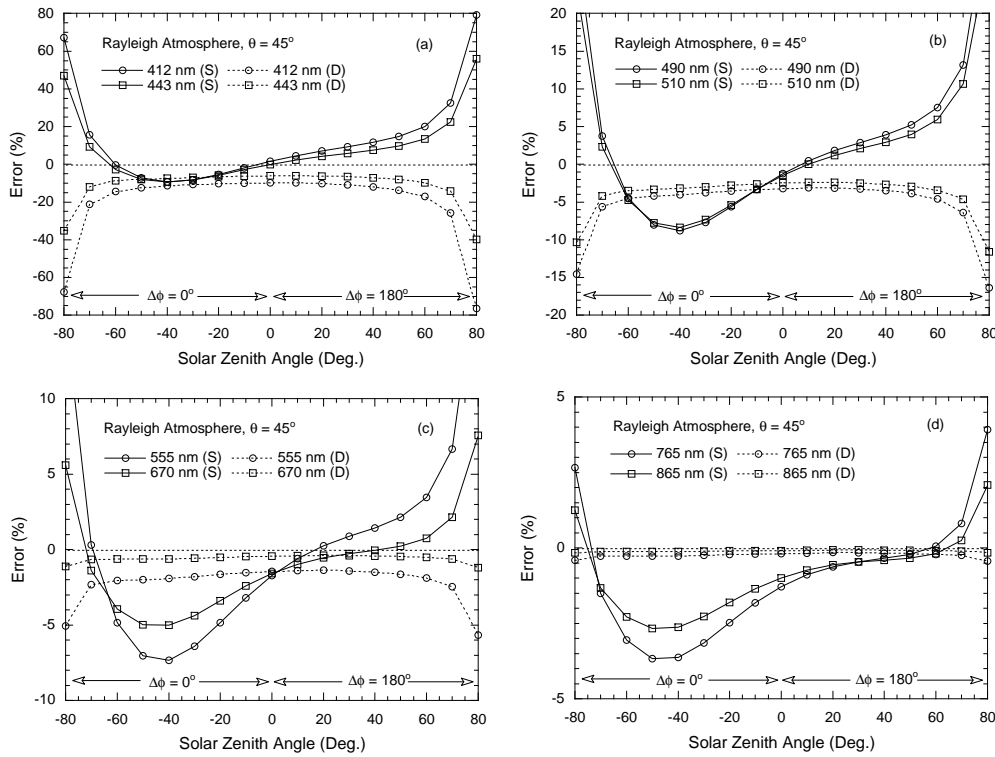 80
60
40
20
0
-20
-40
-60
-80
Error (%)
Rayleigh Atmosphere, θ = 45°
(a)
412 nm (S) 412 nm (D)
443 nm (S) 443 nm (D)
Δϕ = 0° Δϕ = 180°
-80 -60 -40 -20 0 20 40 60 80
Solar Zenith Angle (Deg.)
20
15
10
5
0
-5
-10
-15
-20
Error (%)
Rayleigh Atmosphere, θ = 45°
(b)
490 nm (S) 490 nm (D)
510 nm (S) 510 nm (D)
Δϕ = 0° Δϕ = 180°
-80 -60 -40 -20 0 20 40 60 80
Solar Zenith Angle (Deg.)
10
5
0
-5
-10
Error (%)
Rayleigh Atmosphere, θ = 45°
(c)
555 nm (S) 555 nm (D)
670 nm (S) 670 nm (D)
Δϕ = 0° Δϕ = 180°
-80 -60 -40 -20 0 20 40 60 80
Solar Zenith Angle (Deg.)
5
0
-5
Error (%)
Rayleigh Atmosphere, θ = 45°
(d)
765 nm (S) 765 nm (D)
865 nm (S) 865 nm (D)
Δϕ = 0° Δϕ = 180°
-80 -60 -40 -20 0 20 40 60 80
Solar Zenith Angle (Deg.)